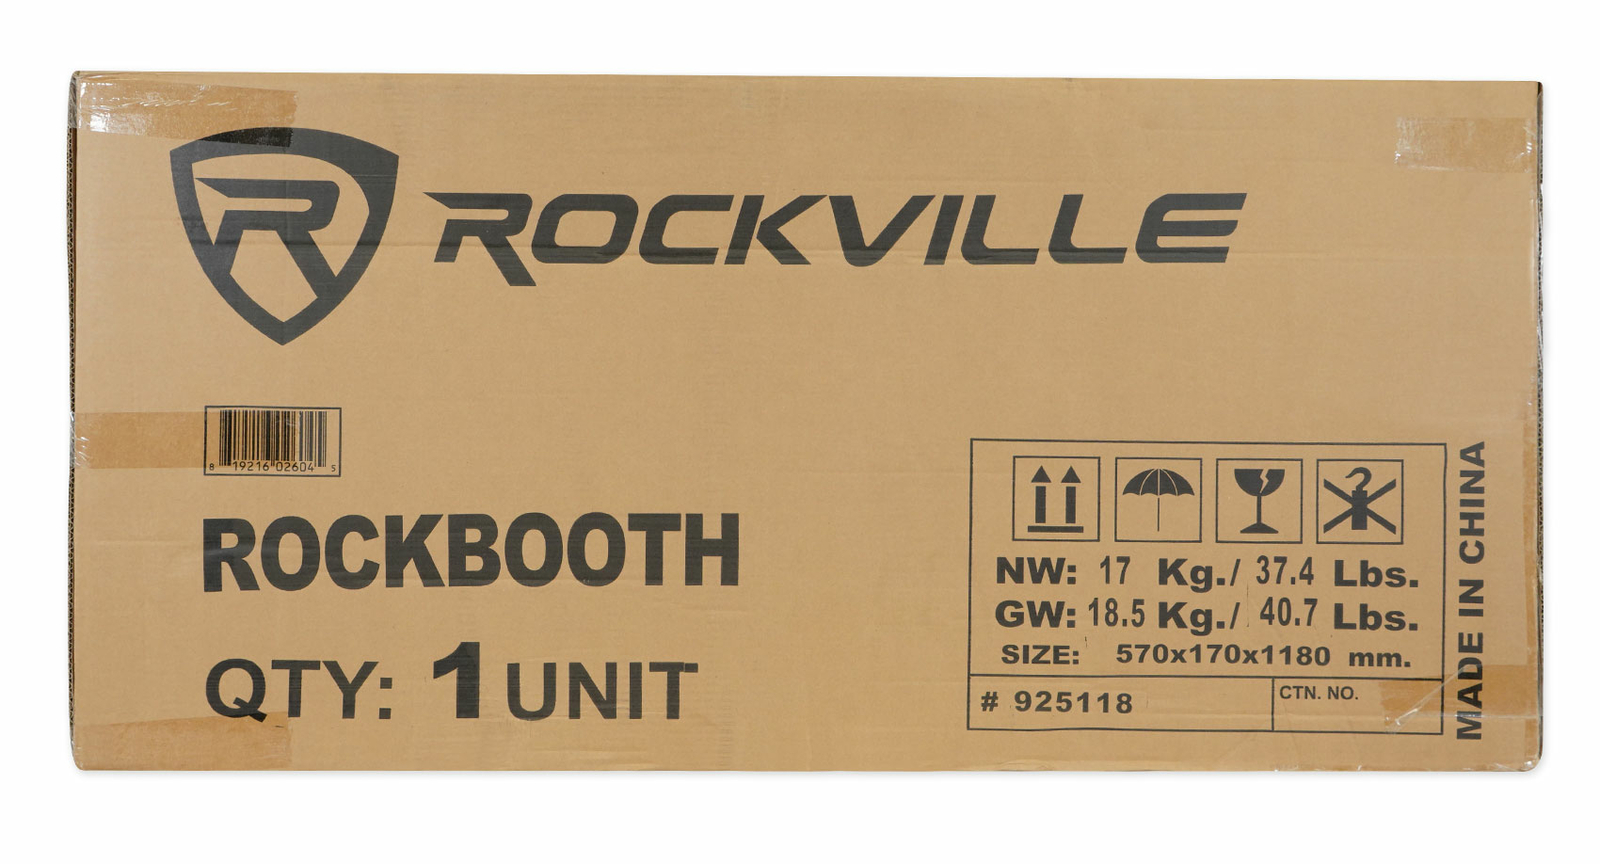 ROCKVILLE
8 19216 02604 5
ROCKBOOTH
QTY: 1 UNIT
NW: 17 Kg./ 37.4 Lbs.
GW: 18.5 Kg./ 40.7 Lbs.
SIZE: 570x170x1180 mm.
# 925118
CTN. NO.
MADE IN CHINA